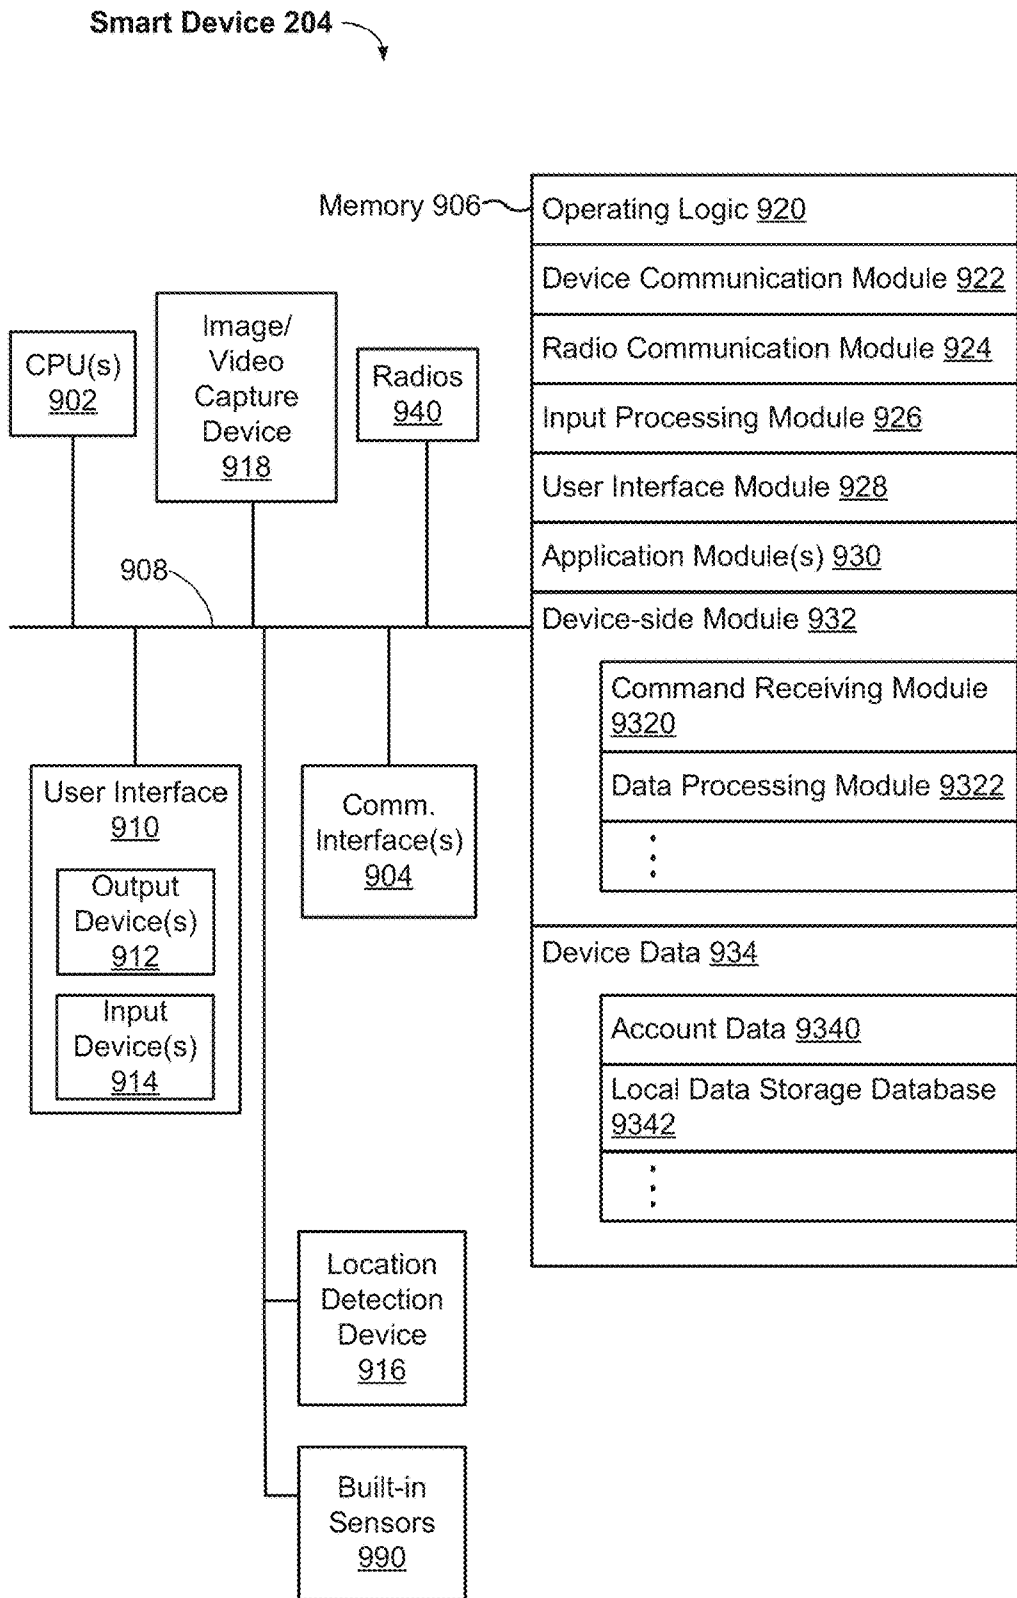 Smart Device 204
Memory 906
Operating Logic 920
Device Communication Module 922
Radio Communication Module 924
Input Processing Module 926
User Interface Module 928
Application Module(s) 930
Device-side Module 932
Command Receiving Module
9320
Data Processing Module 9322
Device Data 934
Account Data 9340
Local Data Storage Database
9342
CPU(s)
902
Image/
Video
Capture
Device
918
Radios
940
908
User Interface
910
Output
Device(s)
912
Input
Device(s)
914
Comm.
Interface(s)
904
Location
Detection
Device
916
Built-in
Sensors
990